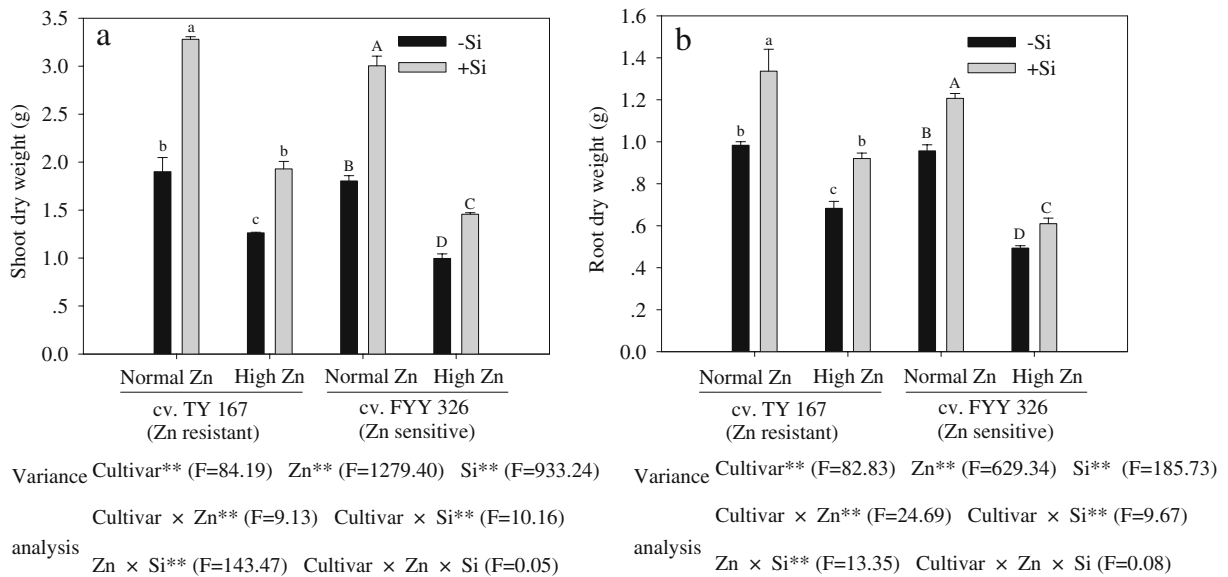 a
-Si
+Si
Shoot dry weight (g)
3.5
3.0
2.5
2.0
1.5
1.0
.5
0.0
b
a
c
b
B
A
D
C
Normal Zn High Zn Normal Zn High Zn
cv. TY 167 cv. FYY 326
(Zn resistant) (Zn sensitive)
Variance Cultivar** (F=84.19) Zn** (F=1279.40) Si** (F=933.24)
Cultivar × Zn** (F=9.13) Cultivar × Si** (F=10.16)
analysis Zn × Si** (F=143.47) Cultivar × Zn × Si (F=0.05)
b
-Si
+Si
Root dry weight (g)
1.6
1.4
1.2
1.0
.8
.6
.4
.2
0.0
b
a
c
b
B
A
D
C
Normal Zn High Zn Normal Zn High Zn
cv. TY 167 cv. FYY 326
(Zn resistant) (Zn sensitive)
Variance Cultivar** (F=82.83) Zn** (F=629.34) Si** (F=185.73)
Cultivar × Zn** (F=24.69) Cultivar × Si** (F=9.67)
analysis Zn × Si** (F=13.35) Cultivar × Zn × Si (F=0.08)